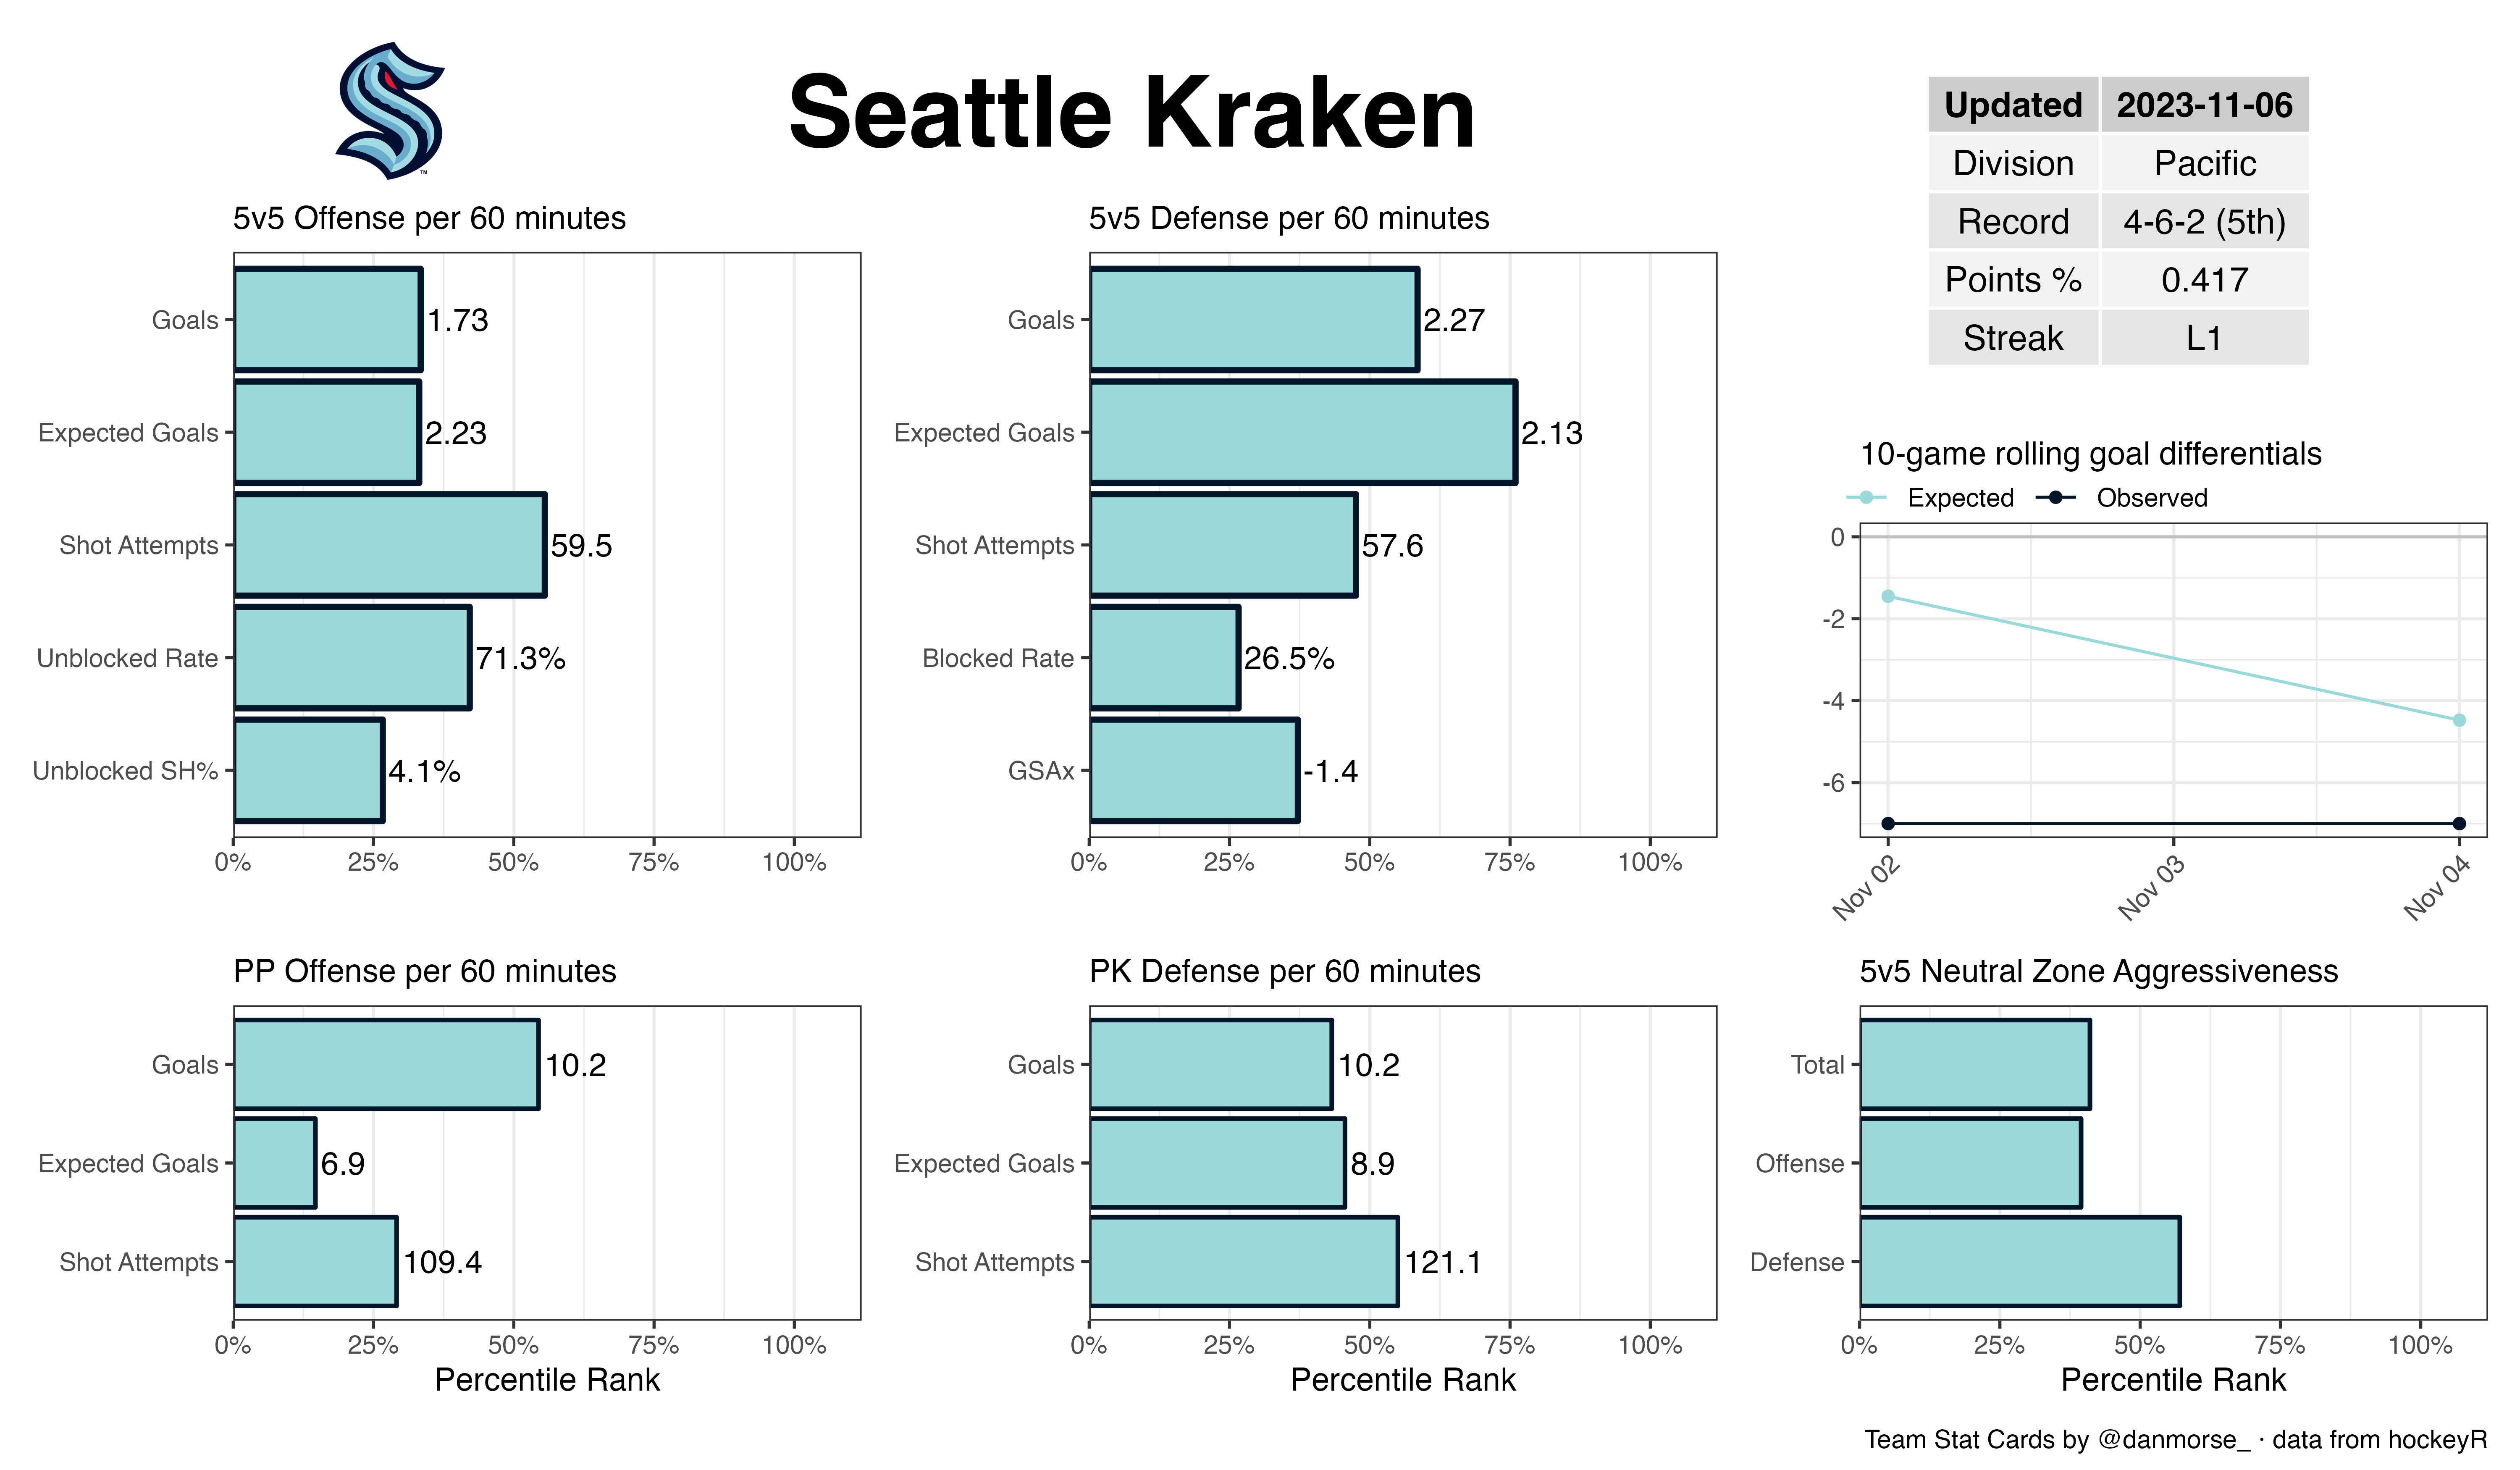 Seattle Kraken
™
Updated 2023-11-06
Division Pacific
Record 4-6-2 (5th)
Points % 0.417
Streak L1
5v5 Offense per 60 minutes
Goals 1.73
Expected Goals 2.23
Shot Attempts 59.5
Unblocked Rate 71.3%
Unblocked SH% 4.1%
0% 25% 50% 75% 100%
5v5 Defense per 60 minutes
Goals 2.27
Expected Goals 2.13
Shot Attempts 57.6
Blocked Rate 26.5%
GSAx -1.4
0% 25% 50% 75% 100%
10-game rolling goal differentials
Expected Observed
0
-2
-4
-6
Nov 02 Nov 03 Nov 04
PP Offense per 60 minutes
Goals 10.2
Expected Goals 6.9
Shot Attempts 109.4
0% 25% 50% 75% 100%
Percentile Rank
PK Defense per 60 minutes
Goals 10.2
Expected Goals 8.9
Shot Attempts 121.1
0% 25% 50% 75% 100%
Percentile Rank
5v5 Neutral Zone Aggressiveness
Total
Offense
Defense
0% 25% 50% 75% 100%
Percentile Rank
Team Stat Cards by @danmorse_ · data from hockeyR